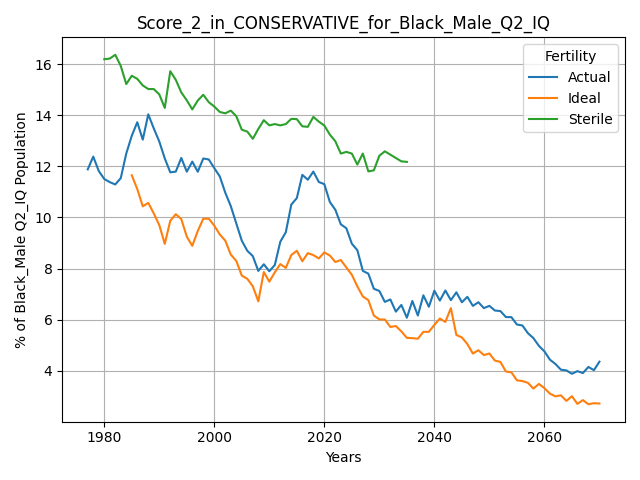 Score_2_in_CONSERVATIVE_for_Black_Male_Q2_IQ
Fertility
Actual
Ideal
Sterile
% of Black_Male Q2_IQ Population
16
14
12
10
8
6
4
1980 2000 2020 2040 2060
Years